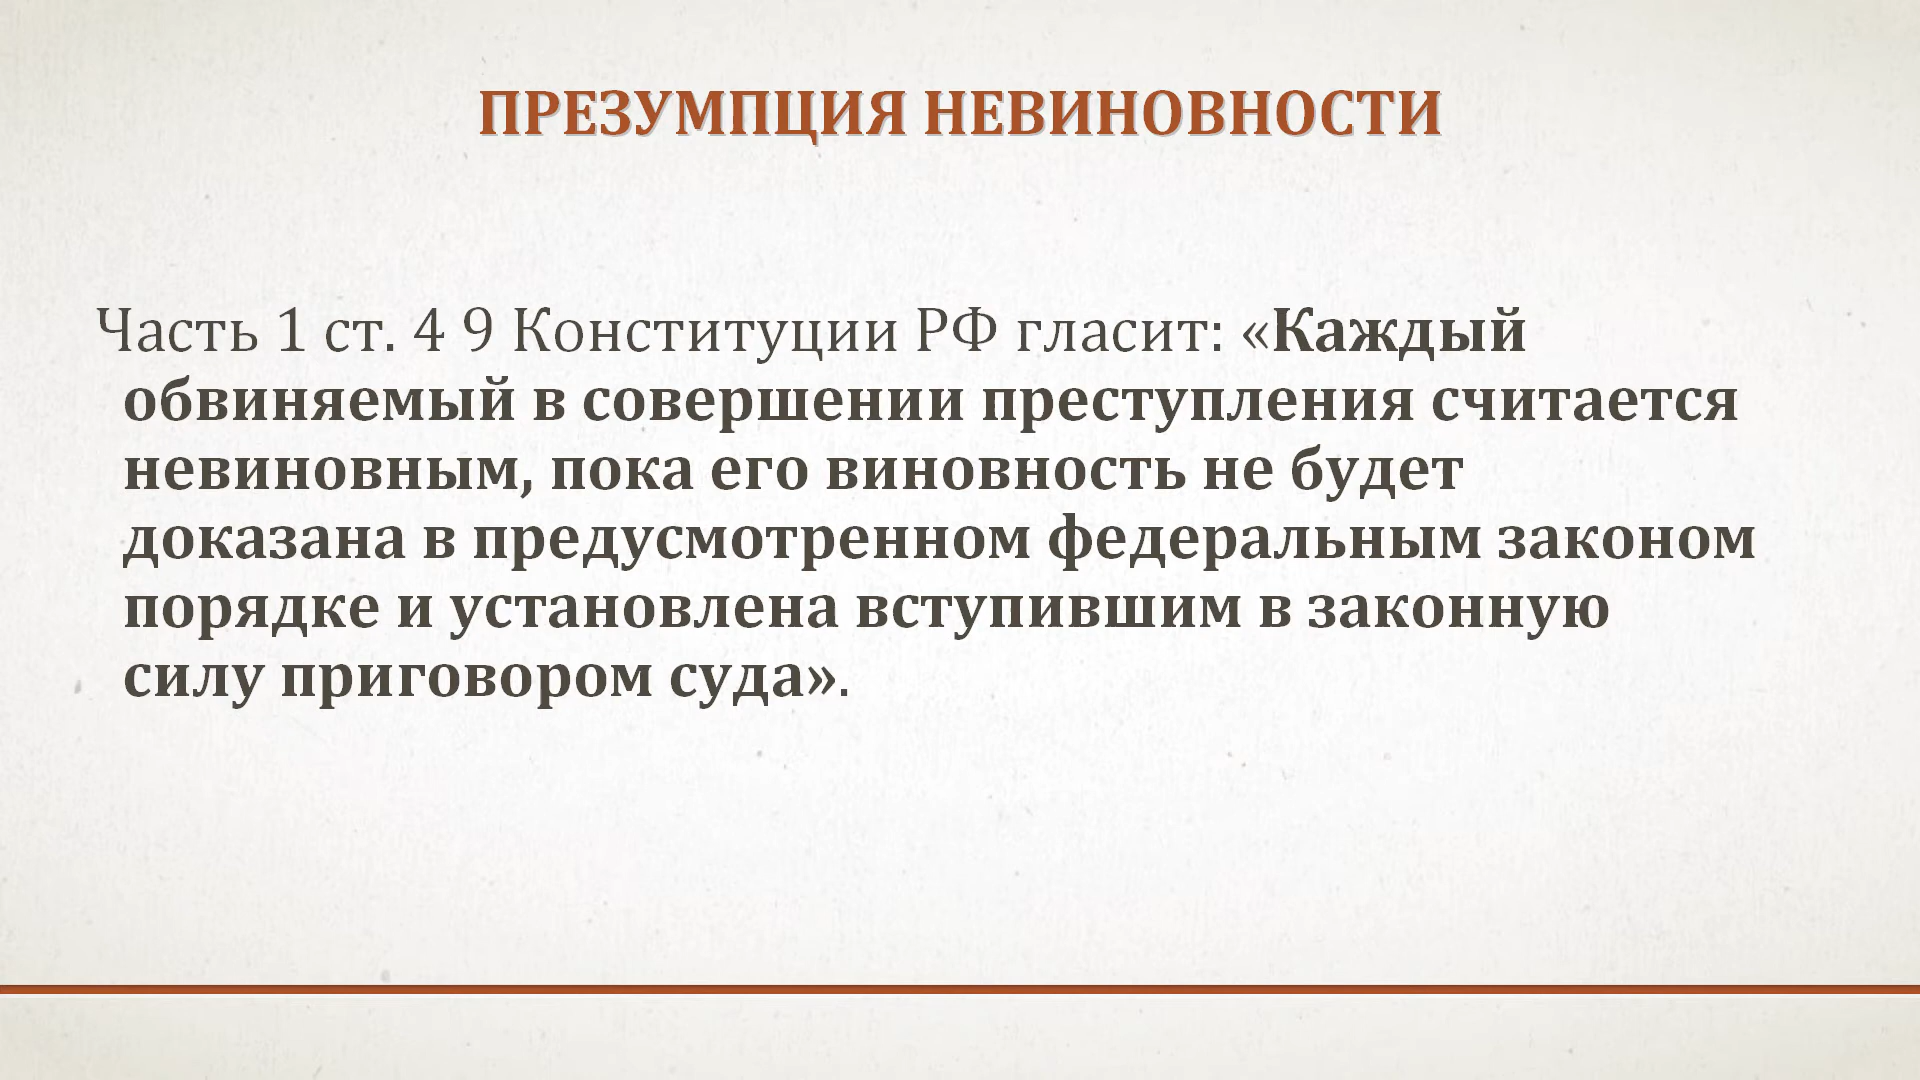 ПРЕЗУМПЦИЯ НЕВИНОВНОСТИ
Часть 1 ст. 4 9 Конституции РФ гласит: «Каждый
обвиняемый в совершении преступления считается
невиновным, пока его виновность не будет
доказана в предусмотренном федеральным законом
порядке и установлена вступившим в законную
силу приговором суда».